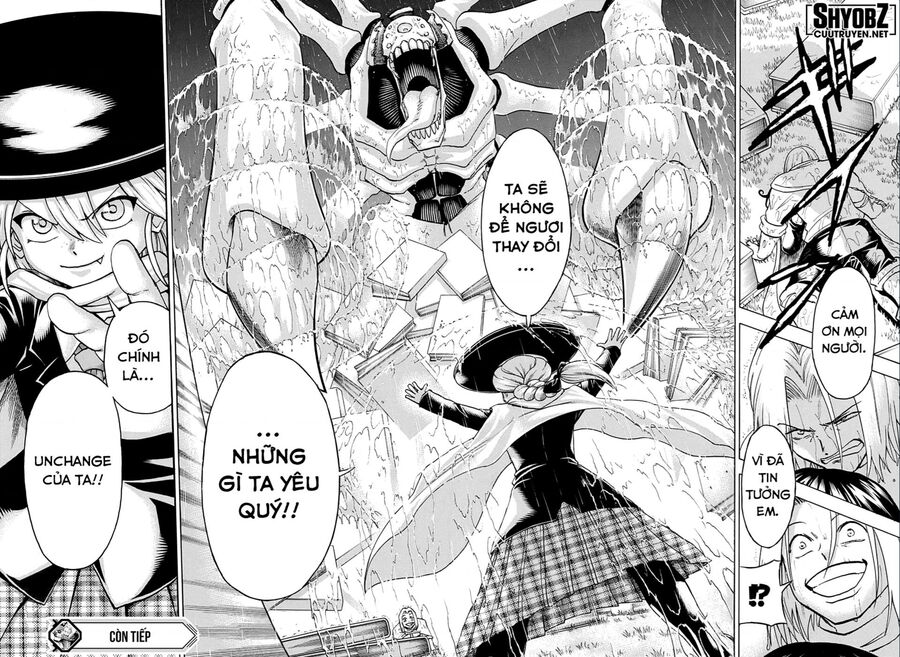 SHYOBZ
CUUTRUYEN.NET
CẢM
ƠN MỌI
NGƯỜI.
VÌ ĐÃ
TIN
TƯỞNG
EM.
!?
TA SẼ
KHÔNG
ĐỂ NGƯƠI
THAY ĐỔI
...
...
NHỮNG
GÌ TA YÊU
QUÝ!!
ĐÓ
CHÍNH
LÀ...
UNCHANGE
CỦA TA!!
CÒN TIẾP